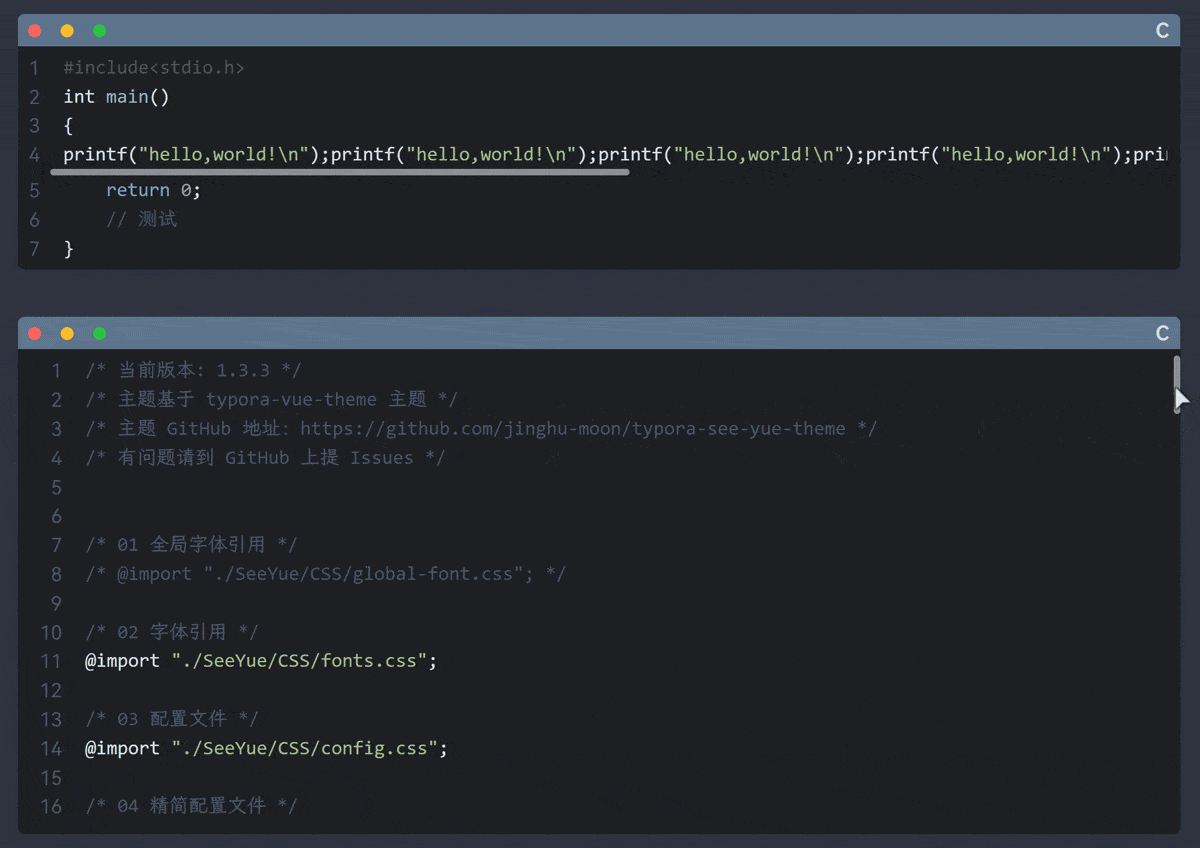 C
1 #include<stdio.h>
2 int main()
3 {
4 printf("hello,world!\n");printf("hello,world!\n");printf("hello,world!\n");printf("hello,world!\n");pri
5     return 0;
6     // 测试
7 }
C
1 /* 当前版本: 1.3.3 */
2 /* 主题基于 typora-vue-theme 主题 */
3 /* 主题 GitHub 地址: https://github.com/jinghu-moon/typora-see-yue-theme */
4 /* 有问题请到 GitHub 上提 Issues */
5
6
7 /* 01 全局字体引用 */
8 /* @import "./SeeYue/CSS/global-font.css"; */
9
10 /* 02 字体引用 */
11 @import "./SeeYue/CSS/fonts.css";
12
13 /* 03 配置文件 */
14 @import "./SeeYue/CSS/config.css";
15
16 /* 04 精简配置文件 */